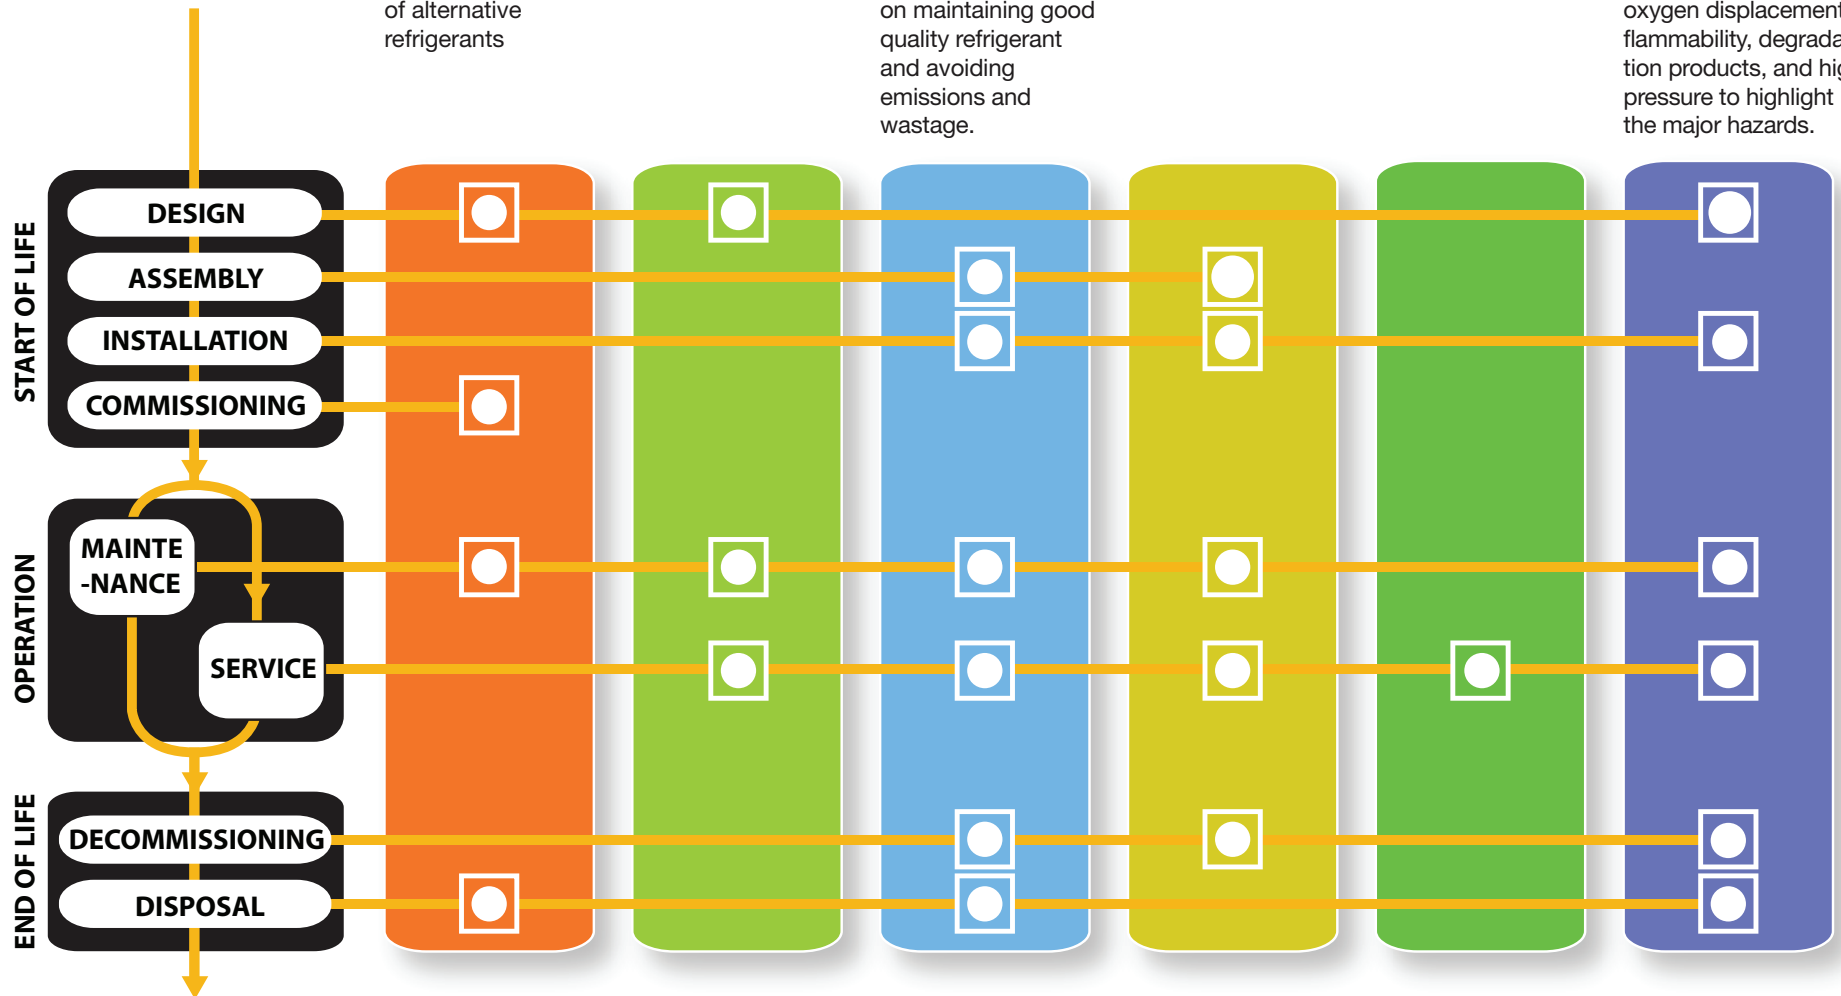 of alternative
refrigerants
on maintaining good
quality refrigerant
and avoiding
emissions and
wastage.
oxygen displacement
flammability, degrada
tion products, and hig
pressure to highlight
the major hazards.
START OF LIFE
DESIGN
ASSEMBLY
INSTALLATION
COMMISSIONING
OPERATION
MAINTE
-NANCE
SERVICE
END OF LIFE
DECOMMISSIONING
DISPOSAL